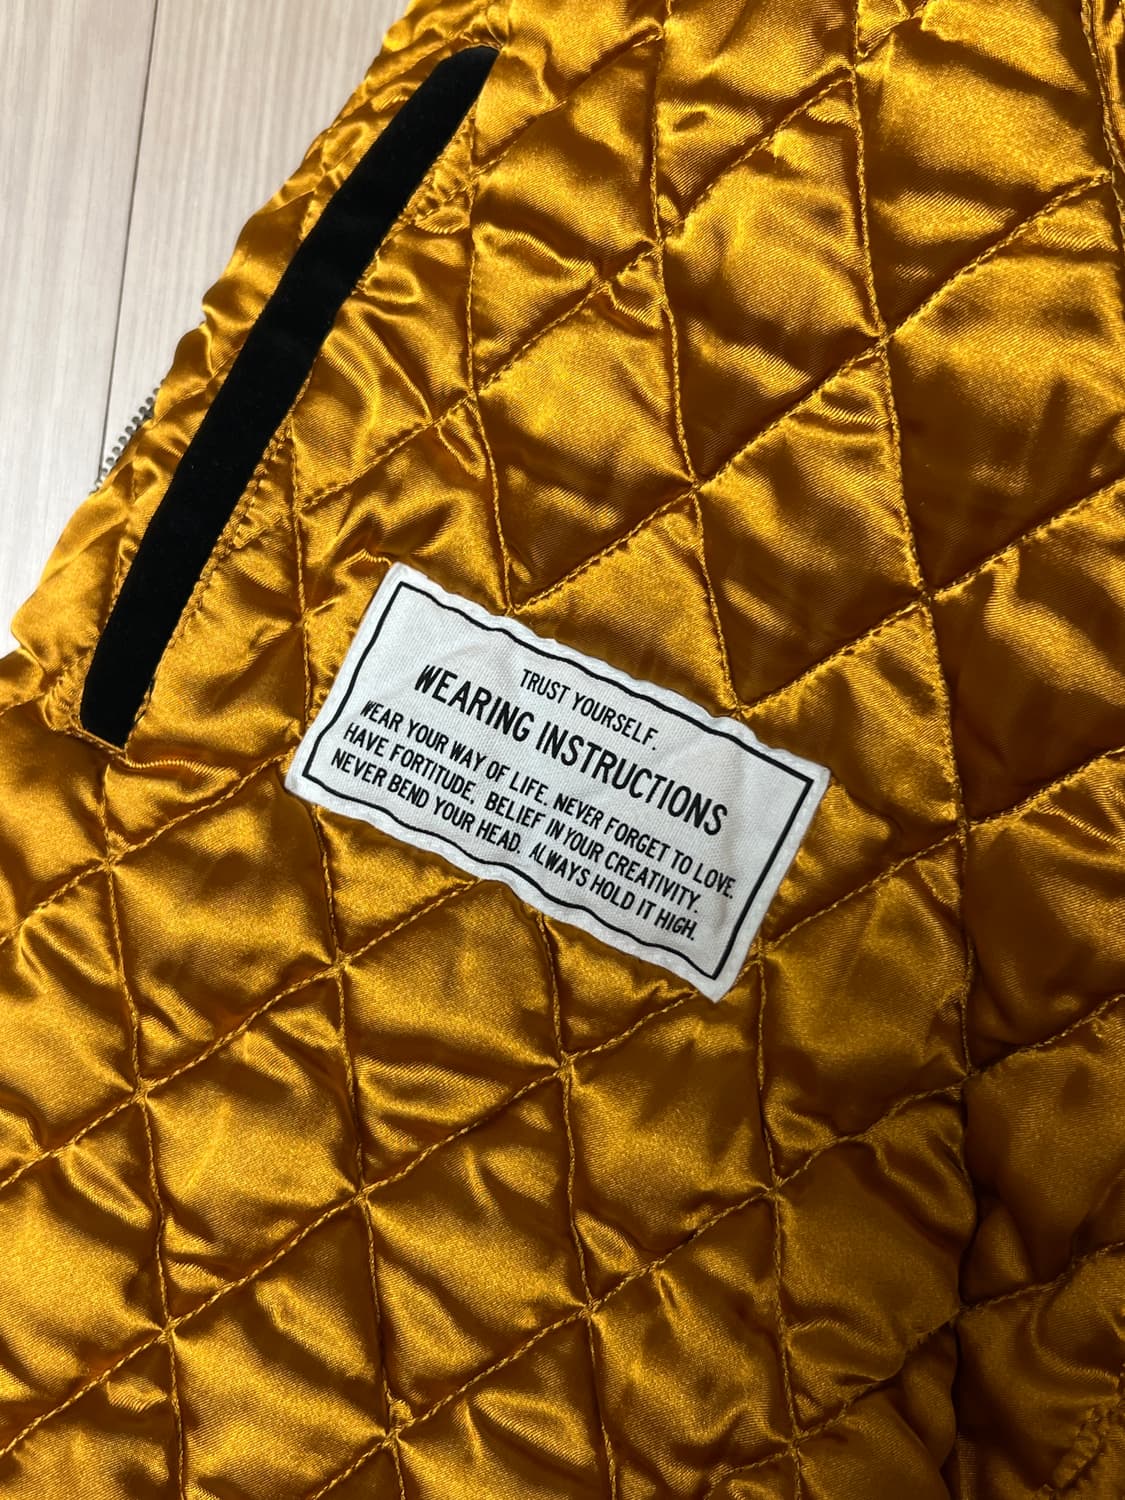 TRUST YOURSELF.
WEARING INSTRUCTIONS
WEAR YOUR WAY OF LIFE. NEVER FORGET TO LOVE.
HAVE FORTITUDE. BELIEF IN YOUR CREATIVITY.
NEVER BEND YOUR HEAD. ALWAYS HOLD IT HIGH.